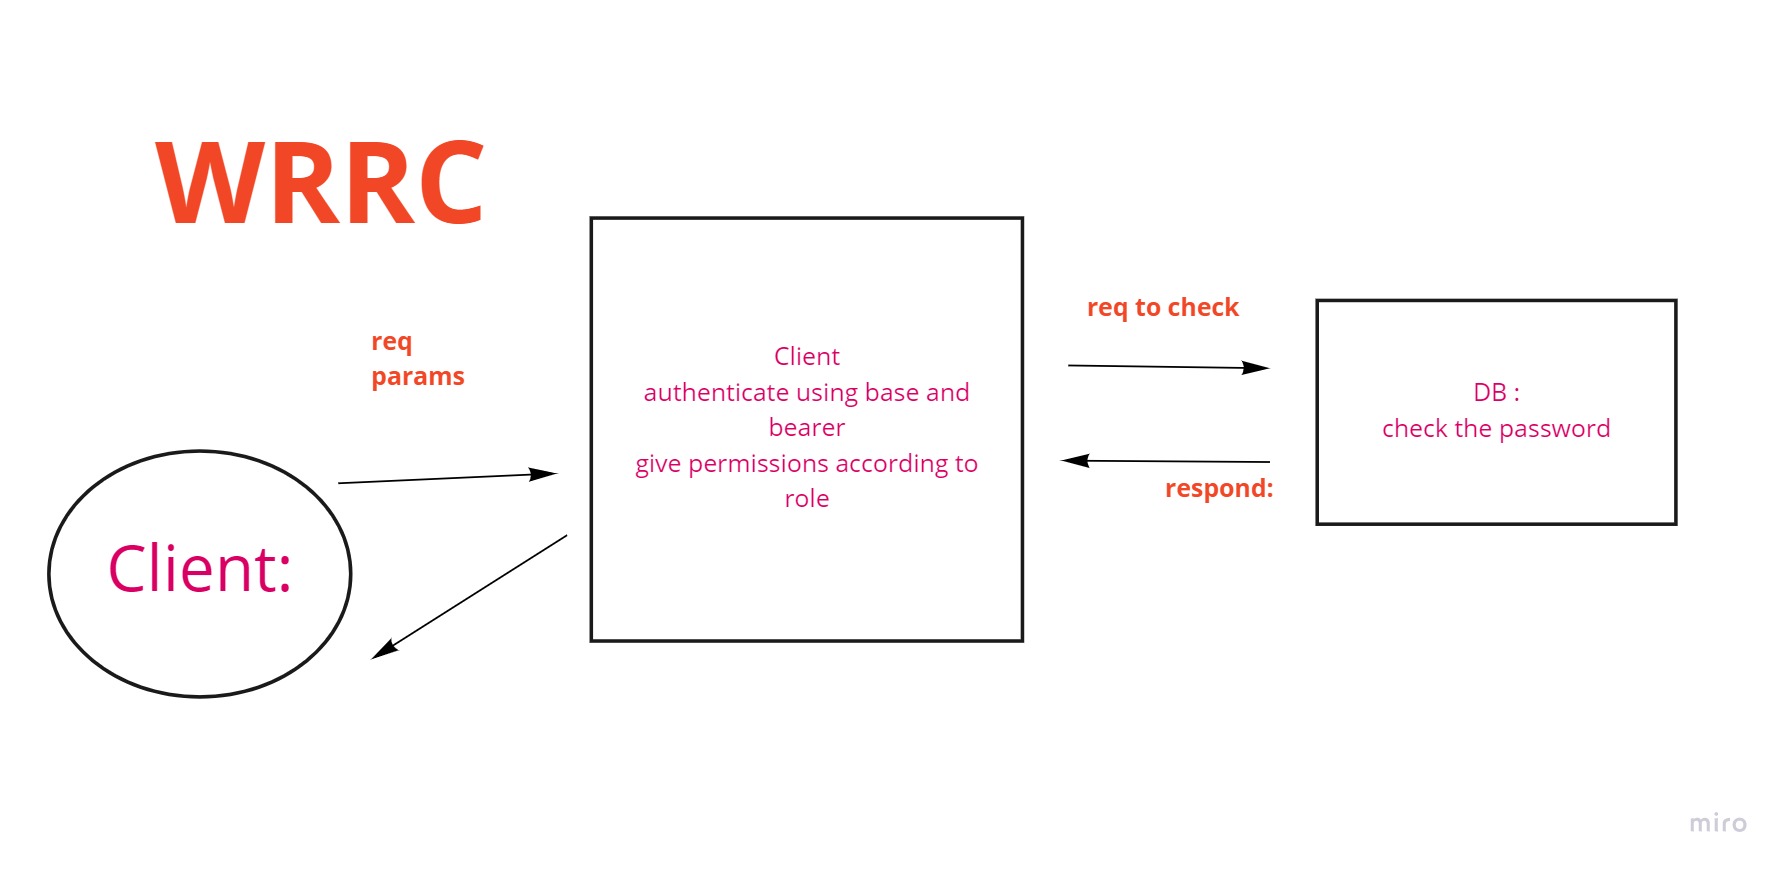 WRRC
req
params
Client:
Client
authenticate using base and
bearer
give permissions according to
role
req to check
respond:
DB :
check the password
miro